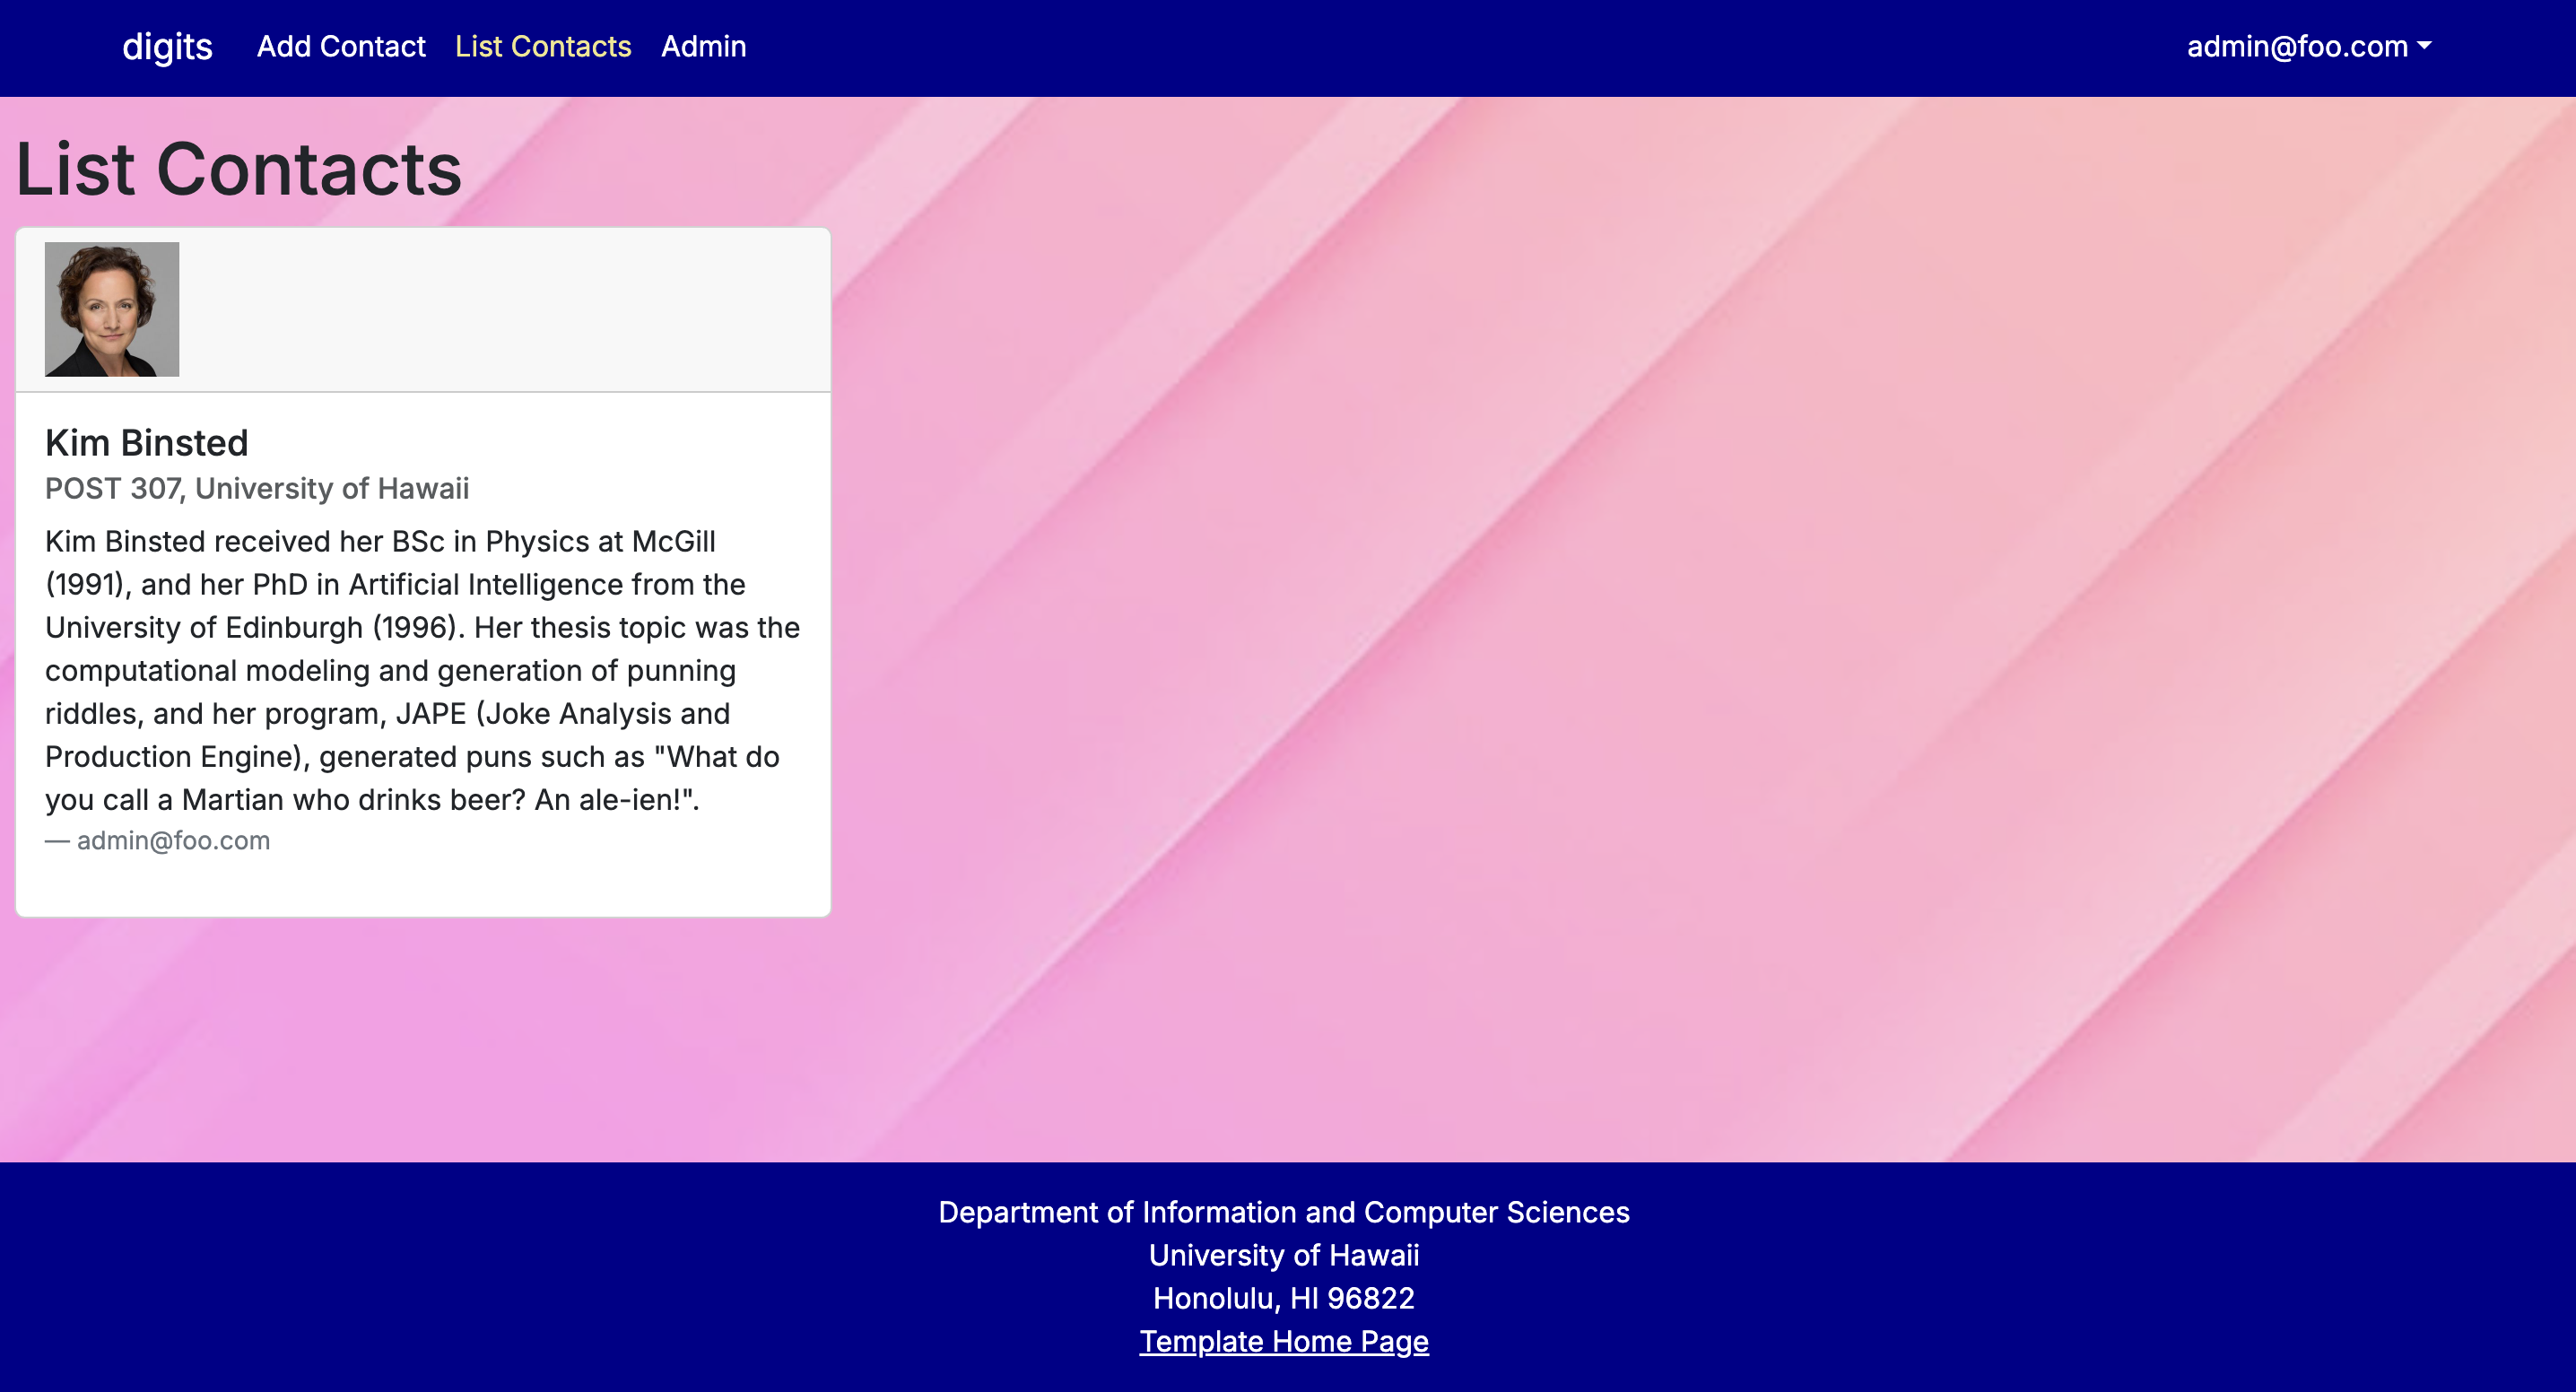 digits Add Contact List Contacts Admin admin@foo.com
List Contacts
Kim Binsted
POST 307, University of Hawaii
Kim Binsted received her BSc in Physics at McGill
(1991), and her PhD in Artificial Intelligence from the
University of Edinburgh (1996). Her thesis topic was the
computational modeling and generation of punning
riddles, and her program, JAPE (Joke Analysis and
Production Engine), generated puns such as "What do
you call a Martian who drinks beer? An ale-ien!".
— admin@foo.com
Department of Information and Computer Sciences
University of Hawaii
Honolulu, HI 96822
Template Home Page